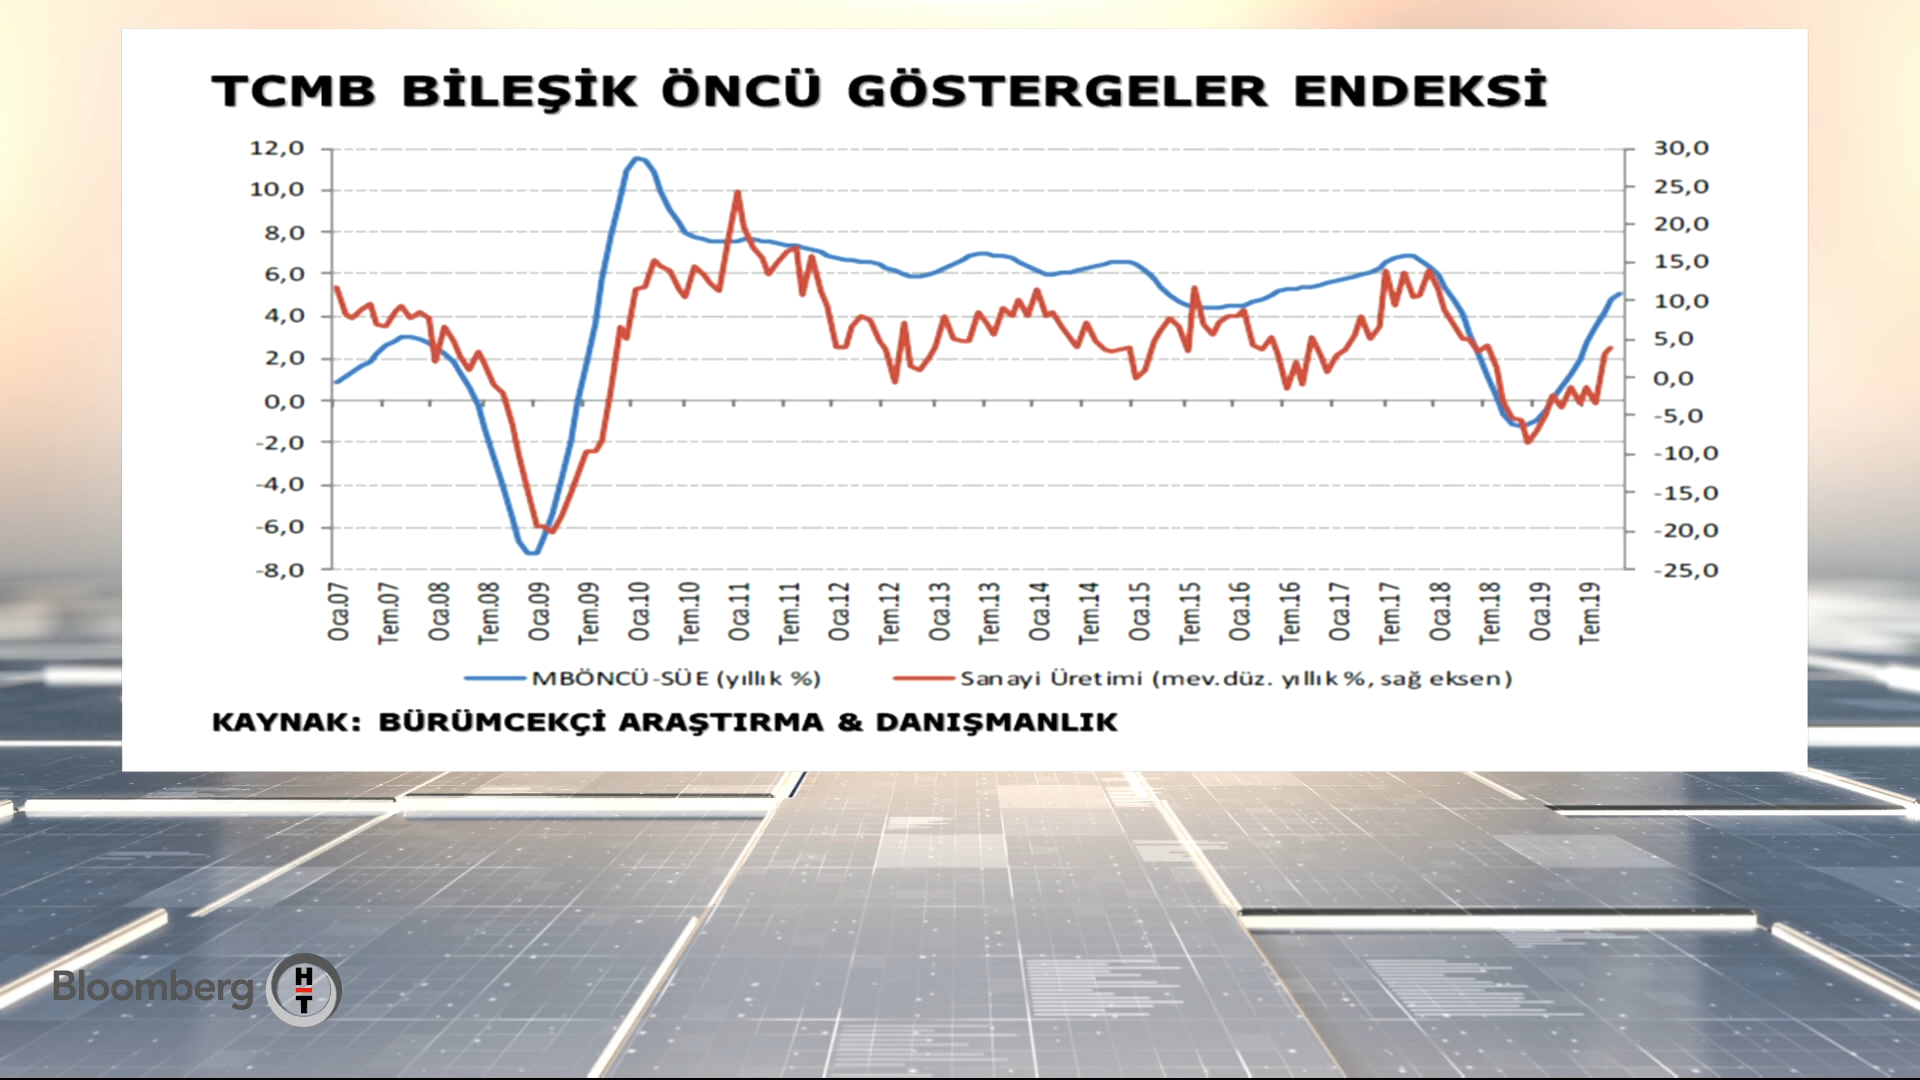 TCMB BİLEŞİK ÖNCÜ GÖSTERGELER ENDEKSİ
12,0
10,0
8,0
6,0
4,0
2,0
0,0
-2,0
-4,0
-6,0
-8,0
30,0
25,0
20,0
15,0
10,0
5,0
0,0
-5,0
-10,0
-15,0
-20,0
-25,0
Oca.07
Tem.07
Oca.08
Tem.08
Oca.09
Tem.09
Oca.10
Tem.10
Oca.11
Tem.11
Oca.12
Tem.12
Oca.13
Tem.13
Oca.14
Tem.14
Oca.15
Tem.15
Oca.16
Tem.16
Oca.17
Tem.17
Oca.18
Tem.18
Oca.19
Tem.19
MBÖNCÜ-SÜE (yıllık %)
Sanayi Üretimi (mev.düz. yıllık%, sağ eksen)
KAYNAK: BÜRÜMCEKÇİ ARAŞTIRMA & DANIŞMANLIK
Bloomberg HT